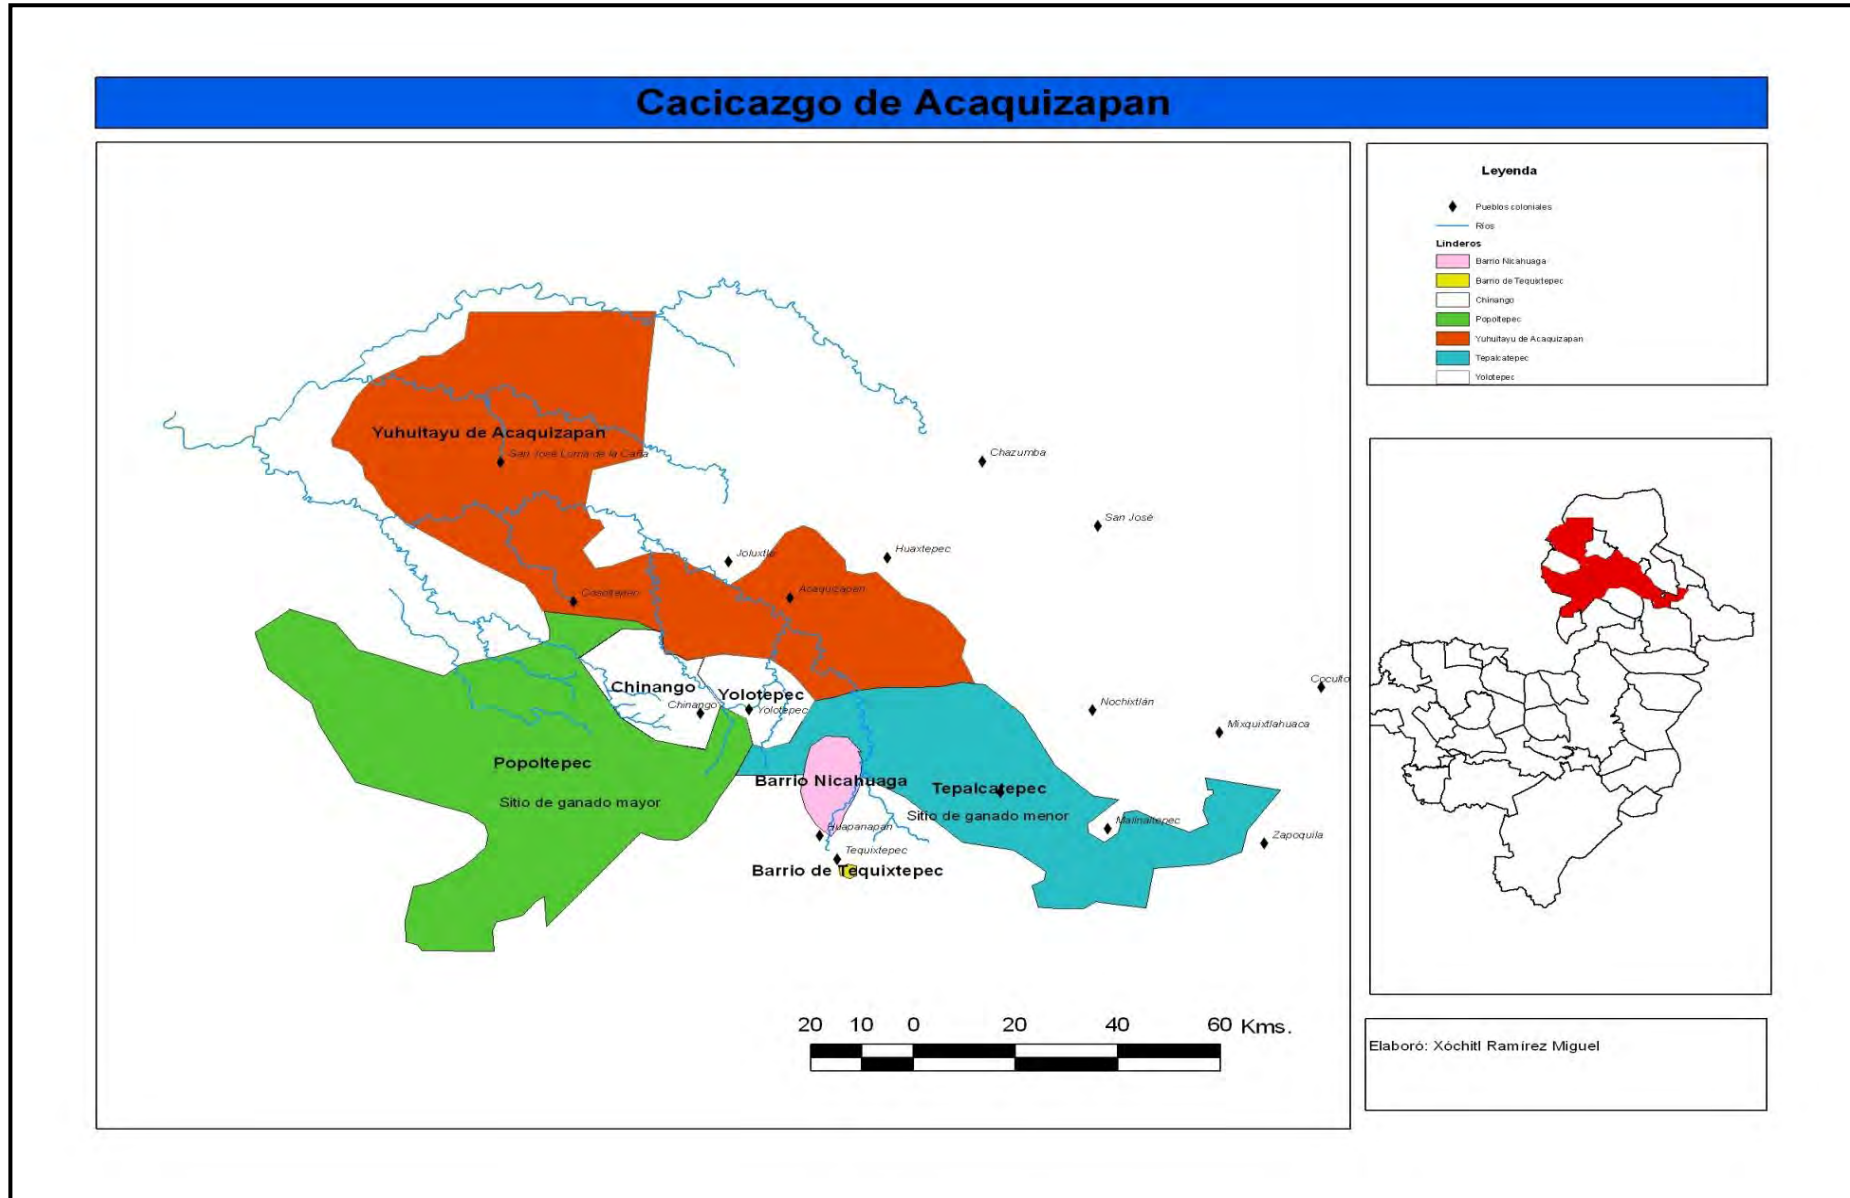 Cacicazgo de Acaquizapan
Leyenda
Pueblos coloniales
Ríos
Linderos
Barrio Nicahuaga
Barrio de Tequixtepec
Chinango
Popoltepec
Yuhuitayu de Acaquizapan
Tepalcatepec
Yolotepec
Yuhuitayu de Acaquizapan
San José Loma de la Caña
Chazumba
San José
Joluxtla
Huaxtepec
Cosoltepec
Acaquizapan
Chinango
Chinango
Yolotepec
Yolotepec
Coculto
Nochixtlán
Mixquixtlahuaca
Popoltepec
Sitio de ganado mayor
Barrio Nicahuaga
Tepalcatepec
Sitio de ganado menor
Huapanapan
Malinaltepec
Zapoquila
Tequixtepec
Barrio de Tequixtepec
20 10 0 20 40 60 Kms.
Elaboró: Xóchitl Ramírez Miguel